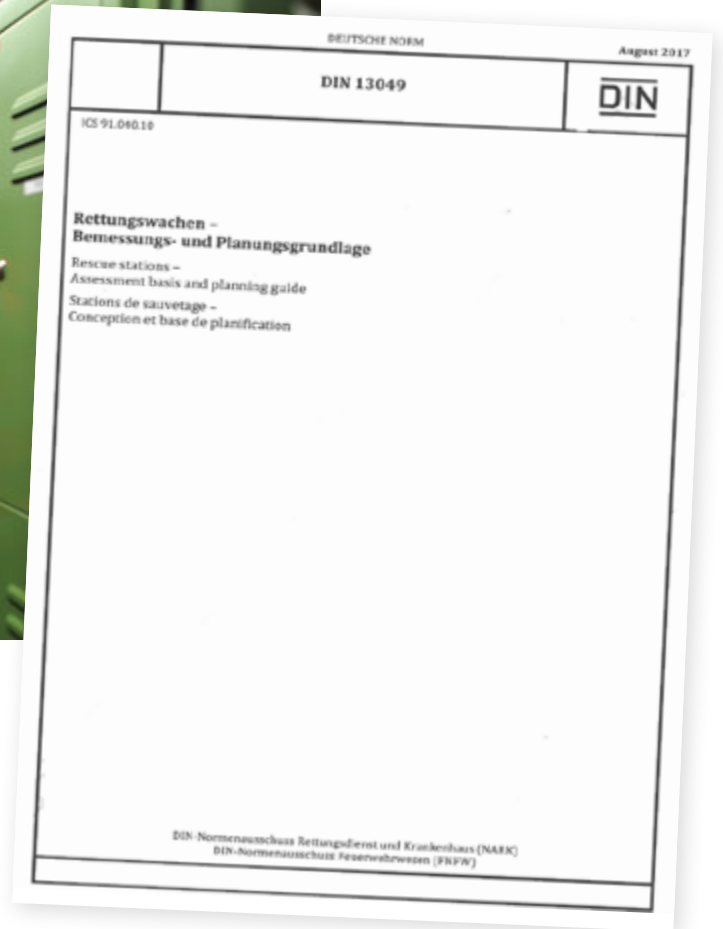 DEUTSCHE NORM
August 2017
DIN 13049
DIN
ICS 91.040.10
Rettungswachen –
Bemessungs- und Planungsgrundlage
Rescue stations –
Assessment basis and planning guide
Stations de sauvetage –
Conception et base de planification
DIN-Normenausschuss Rettungsdienst und Krankenhaus (NARK)
DIN-Normenausschuss Feuerwehrwesen (FNFW)